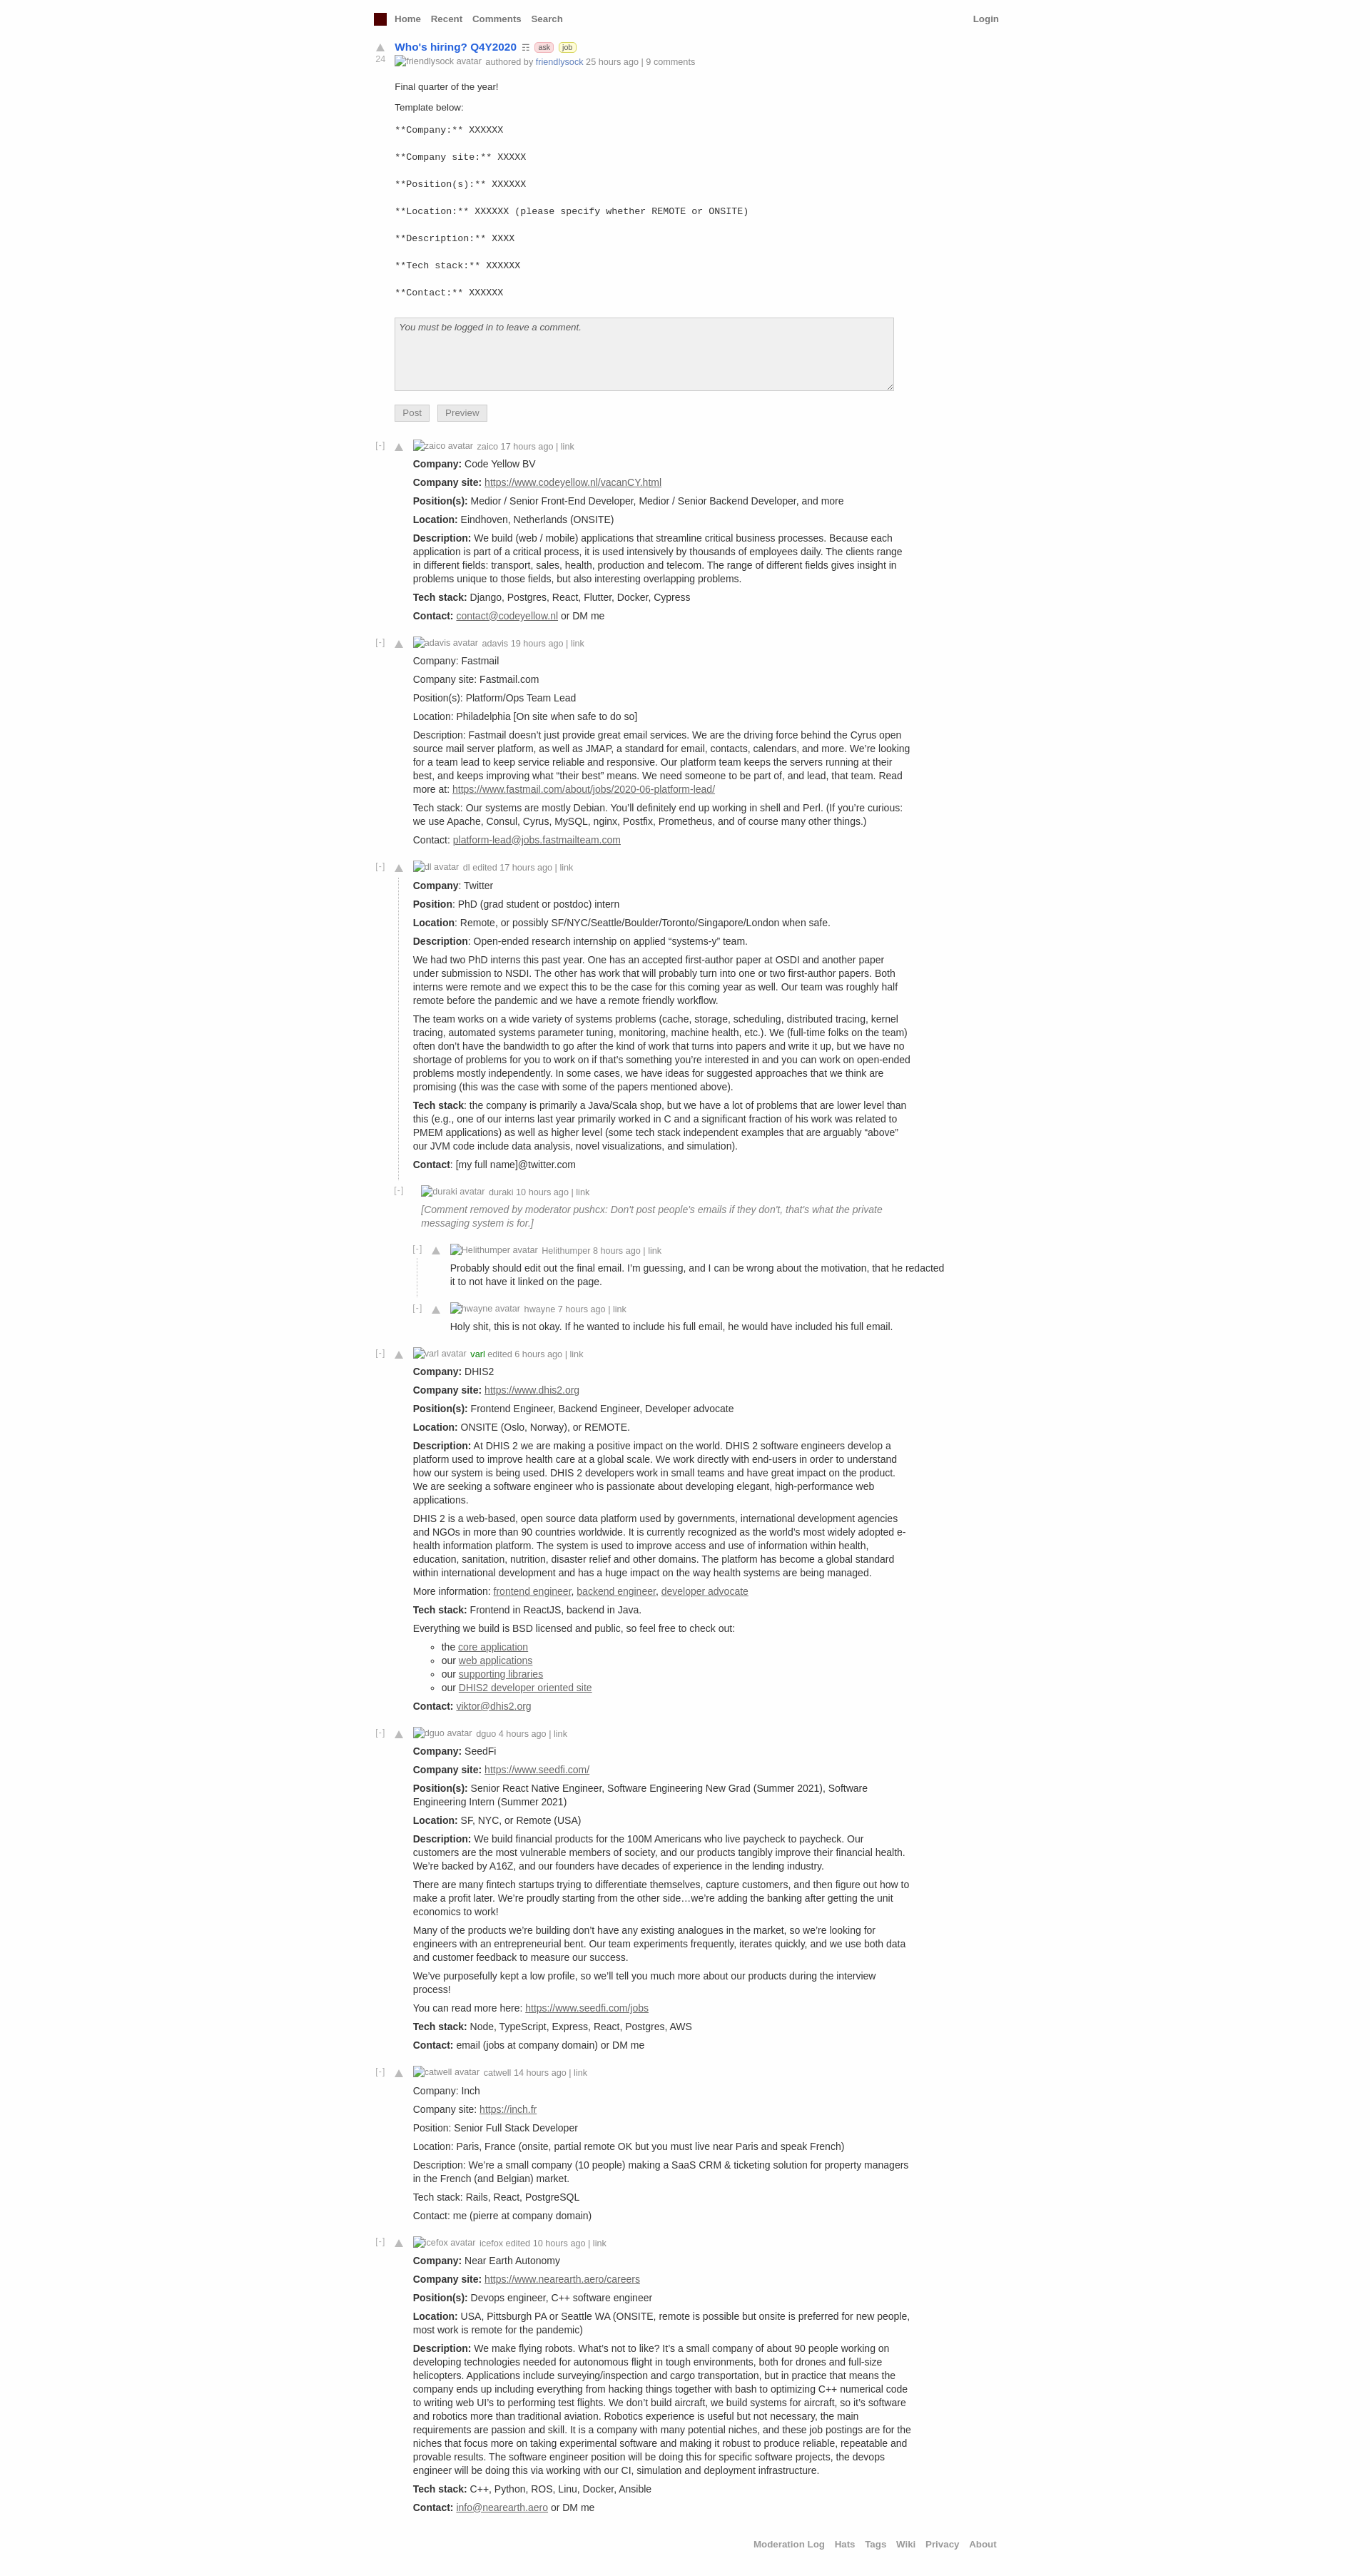 Home Recent Comments Search Login
Who's hiring? Q4Y2020 ☶ ask job
24
friendlysock avatar authored by friendlysock 25 hours ago | 9 comments
Final quarter of the year!
Template below:
**Company:** XXXXXX
**Company site:** XXXXX
**Position(s):** XXXXXX
**Location:** XXXXXX (please specify whether REMOTE or ONSITE)
**Description:** XXXX
**Tech stack:** XXXXXX
**Contact:** XXXXXX
You must be logged in to leave a comment.
Post Preview
[-] zaico avatar zaico 17 hours ago | link
Company: Code Yellow BV
Company site: https://www.codeyellow.nl/vacanCY.html
Position(s): Medior / Senior Front-End Developer, Medior / Senior Backend Developer, and more
Location: Eindhoven, Netherlands (ONSITE)
Description: We build (web / mobile) applications that streamline critical business processes. Because each
application is part of a critical process, it is used intensively by thousands of employees daily. The clients range
in different fields: transport, sales, health, production and telecom. The range of different fields gives insight in
problems unique to those fields, but also interesting overlapping problems.
Tech stack: Django, Postgres, React, Flutter, Docker, Cypress
Contact: contact@codeyellow.nl or DM me
[-] adavis avatar adavis 19 hours ago | link
Company: Fastmail
Company site: Fastmail.com
Position(s): Platform/Ops Team Lead
Location: Philadelphia [On site when safe to do so]
Description: Fastmail doesn’t just provide great email services. We are the driving force behind the Cyrus open
source mail server platform, as well as JMAP, a standard for email, contacts, calendars, and more. We’re looking
for a team lead to keep service reliable and responsive. Our platform team keeps the servers running at their
best, and keeps improving what “their best” means. We need someone to be part of, and lead, that team. Read
more at: https://www.fastmail.com/about/jobs/2020-06-platform-lead/
Tech stack: Our systems are mostly Debian. You’ll definitely end up working in shell and Perl. (If you’re curious:
we use Apache, Consul, Cyrus, MySQL, nginx, Postfix, Prometheus, and of course many other things.)
Contact: platform-lead@jobs.fastmailteam.com
[-] dl avatar dl edited 17 hours ago | link
Company: Twitter
Position: PhD (grad student or postdoc) intern
Location: Remote, or possibly SF/NYC/Seattle/Boulder/Toronto/Singapore/London when safe.
Description: Open-ended research internship on applied “systems-y” team.
We had two PhD interns this past year. One has an accepted first-author paper at OSDI and another paper
under submission to NSDI. The other has work that will probably turn into one or two first-author papers. Both
interns were remote and we expect this to be the case for this coming year as well. Our team was roughly half
remote before the pandemic and we have a remote friendly workflow.
The team works on a wide variety of systems problems (cache, storage, scheduling, distributed tracing, kernel
tracing, automated systems parameter tuning, monitoring, machine health, etc.). We (full-time folks on the team)
often don’t have the bandwidth to go after the kind of work that turns into papers and write it up, but we have no
shortage of problems for you to work on if that’s something you’re interested in and you can work on open-ended
problems mostly independently. In some cases, we have ideas for suggested approaches that we think are
promising (this was the case with some of the papers mentioned above).
Tech stack: the company is primarily a Java/Scala shop, but we have a lot of problems that are lower level than
this (e.g., one of our interns last year primarily worked in C and a significant fraction of his work was related to
PMEM applications) as well as higher level (some tech stack independent examples that are arguably “above”
our JVM code include data analysis, novel visualizations, and simulation).
Contact: [my full name]@twitter.com
[-] duraki avatar duraki 10 hours ago | link
[Comment removed by moderator pushcx: Don't post people's emails if they don't, that's what the private
messaging system is for.]
[-] Helithumper avatar Helithumper 8 hours ago | link
Probably should edit out the final email. I’m guessing, and I can be wrong about the motivation, that he redacted
it to not have it linked on the page.
[-] hwayne avatar hwayne 7 hours ago | link
Holy shit, this is not okay. If he wanted to include his full email, he would have included his full email.
[-] varl avatar varl edited 6 hours ago | link
Company: DHIS2
Company site: https://www.dhis2.org
Position(s): Frontend Engineer, Backend Engineer, Developer advocate
Location: ONSITE (Oslo, Norway), or REMOTE.
Description: At DHIS 2 we are making a positive impact on the world. DHIS 2 software engineers develop a
platform used to improve health care at a global scale. We work directly with end-users in order to understand
how our system is being used. DHIS 2 developers work in small teams and have great impact on the product.
We are seeking a software engineer who is passionate about developing elegant, high-performance web
applications.
DHIS 2 is a web-based, open source data platform used by governments, international development agencies
and NGOs in more than 90 countries worldwide. It is currently recognized as the world’s most widely adopted e-
health information platform. The system is used to improve access and use of information within health,
education, sanitation, nutrition, disaster relief and other domains. The platform has become a global standard
within international development and has a huge impact on the way health systems are being managed.
More information: frontend engineer, backend engineer, developer advocate
Tech stack: Frontend in ReactJS, backend in Java.
Everything we build is BSD licensed and public, so feel free to check out:
the core application
our web applications
our supporting libraries
our DHIS2 developer oriented site
Contact: viktor@dhis2.org
[-] dguo avatar dguo 4 hours ago | link
Company: SeedFi
Company site: https://www.seedfi.com/
Position(s): Senior React Native Engineer, Software Engineering New Grad (Summer 2021), Software
Engineering Intern (Summer 2021)
Location: SF, NYC, or Remote (USA)
Description: We build financial products for the 100M Americans who live paycheck to paycheck. Our
customers are the most vulnerable members of society, and our products tangibly improve their financial health.
We’re backed by A16Z, and our founders have decades of experience in the lending industry.
There are many fintech startups trying to differentiate themselves, capture customers, and then figure out how to
make a profit later. We’re proudly starting from the other side…we’re adding the banking after getting the unit
economics to work!
Many of the products we’re building don’t have any existing analogues in the market, so we’re looking for
engineers with an entrepreneurial bent. Our team experiments frequently, iterates quickly, and we use both data
and customer feedback to measure our success.
We’ve purposefully kept a low profile, so we’ll tell you much more about our products during the interview
process!
You can read more here: https://www.seedfi.com/jobs
Tech stack: Node, TypeScript, Express, React, Postgres, AWS
Contact: email (jobs at company domain) or DM me
[-] catwell avatar catwell 14 hours ago | link
Company: Inch
Company site: https://inch.fr
Position: Senior Full Stack Developer
Location: Paris, France (onsite, partial remote OK but you must live near Paris and speak French)
Description: We’re a small company (10 people) making a SaaS CRM & ticketing solution for property managers
in the French (and Belgian) market.
Tech stack: Rails, React, PostgreSQL
Contact: me (pierre at company domain)
[-] icefox avatar icefox edited 10 hours ago | link
Company: Near Earth Autonomy
Company site: https://www.nearearth.aero/careers
Position(s): Devops engineer, C++ software engineer
Location: USA, Pittsburgh PA or Seattle WA (ONSITE, remote is possible but onsite is preferred for new people,
most work is remote for the pandemic)
Description: We make flying robots. What’s not to like? It’s a small company of about 90 people working on
developing technologies needed for autonomous flight in tough environments, both for drones and full-size
helicopters. Applications include surveying/inspection and cargo transportation, but in practice that means the
company ends up including everything from hacking things together with bash to optimizing C++ numerical code
to writing web UI’s to performing test flights. We don’t build aircraft, we build systems for aircraft, so it’s software
and robotics more than traditional aviation. Robotics experience is useful but not necessary, the main
requirements are passion and skill. It is a company with many potential niches, and these job postings are for the
niches that focus more on taking experimental software and making it robust to produce reliable, repeatable and
provable results. The software engineer position will be doing this for specific software projects, the devops
engineer will be doing this via working with our CI, simulation and deployment infrastructure.
Tech stack: C++, Python, ROS, Linu, Docker, Ansible
Contact: info@nearearth.aero or DM me
Moderation Log Hats Tags Wiki Privacy About